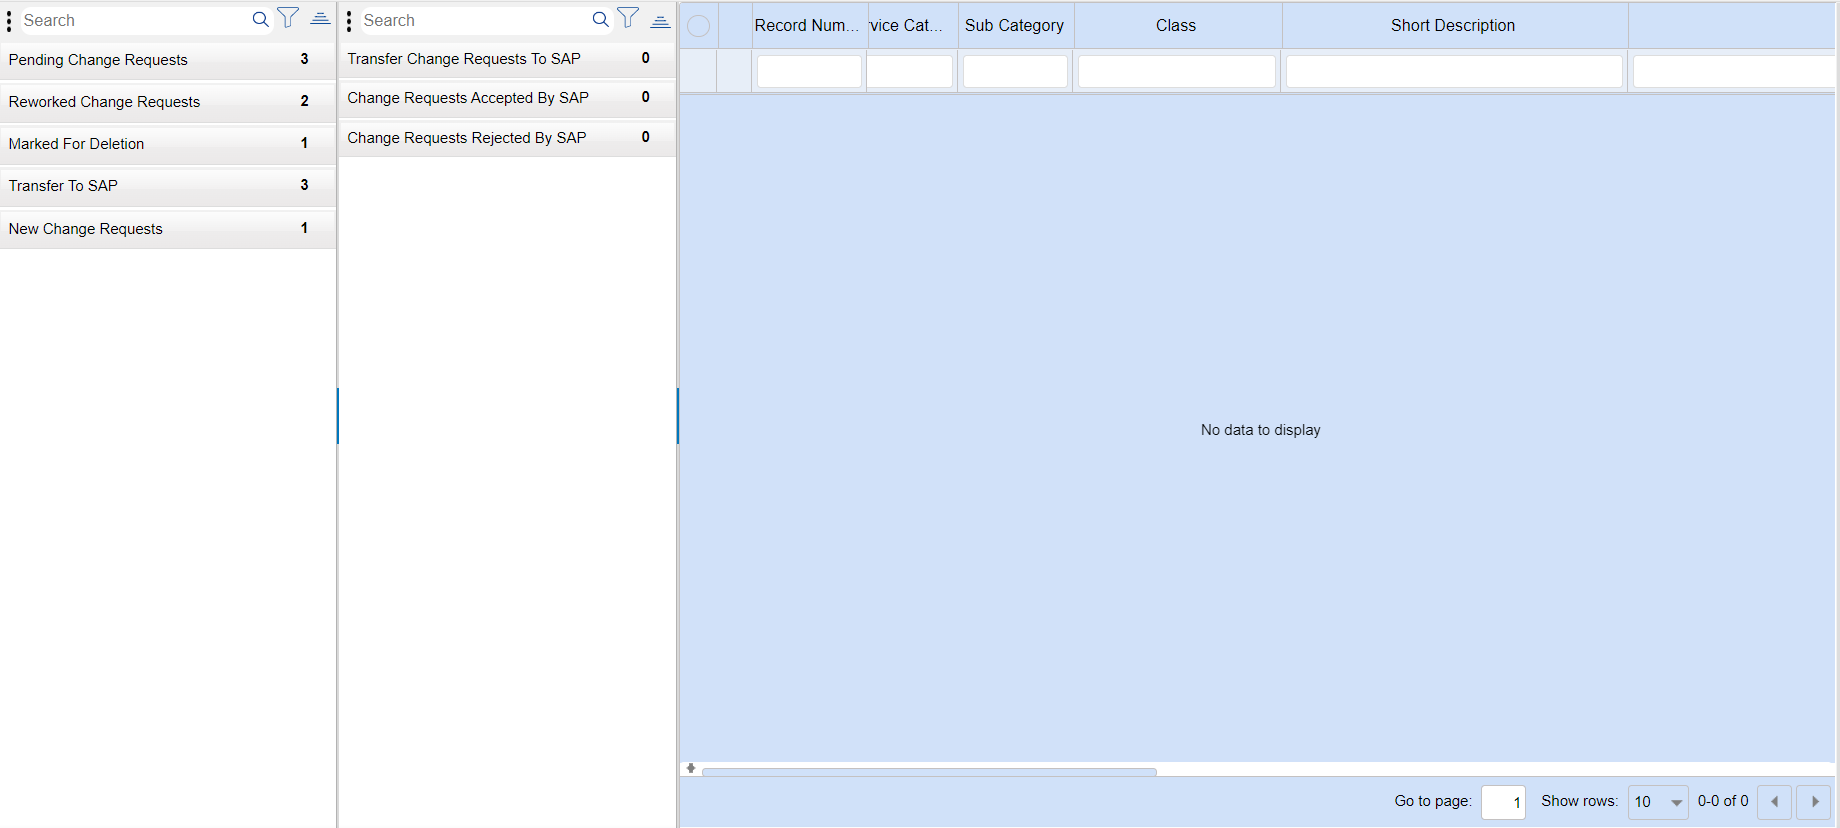 Search
Pending Change Requests 3
Reworked Change Requests 2
Marked For Deletion 1
Transfer To SAP 3
New Change Requests 1
Search
Transfer Change Requests To SAP 0
Change Requests Accepted By SAP 0
Change Requests Rejected By SAP 0
Record Num... vice Cat... Sub Category Class Short Description
No data to display
Go to page: 1 Show rows: 10 0-0 of 0